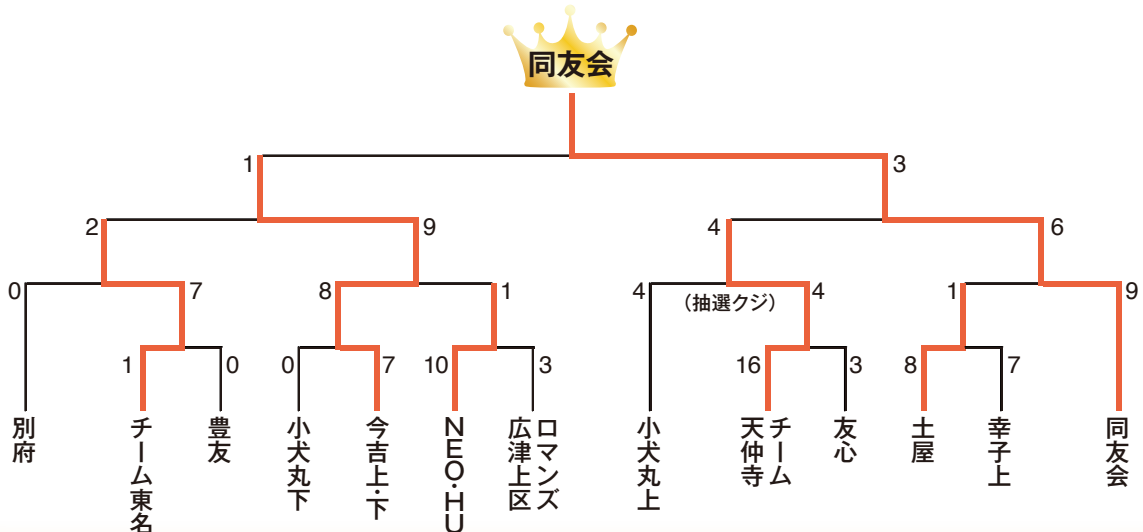 同友会
1
3
2
9
4
6
0
7
8
1
4
(抽選クジ)
4
1
9
1
0
0
7
10
3
16
3
8
7
別府
チーム東名
豊友
小犬丸下
今吉上・下
NEO・HU
ロマンズ
広津上区
小犬丸上
チーム
天仲寺
友心
土屋
幸子上
同友会